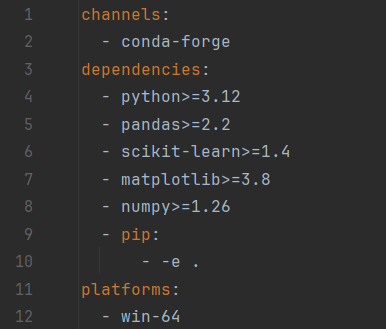 1 channels:
2   - conda-forge
3 dependencies:
4   - python>=3.12
5   - pandas>=2.2
6   - scikit-learn>=1.4
7   - matplotlib>=3.8
8   - numpy>=1.26
9   - pip:
10       - -e .
11 platforms:
12   - win-64